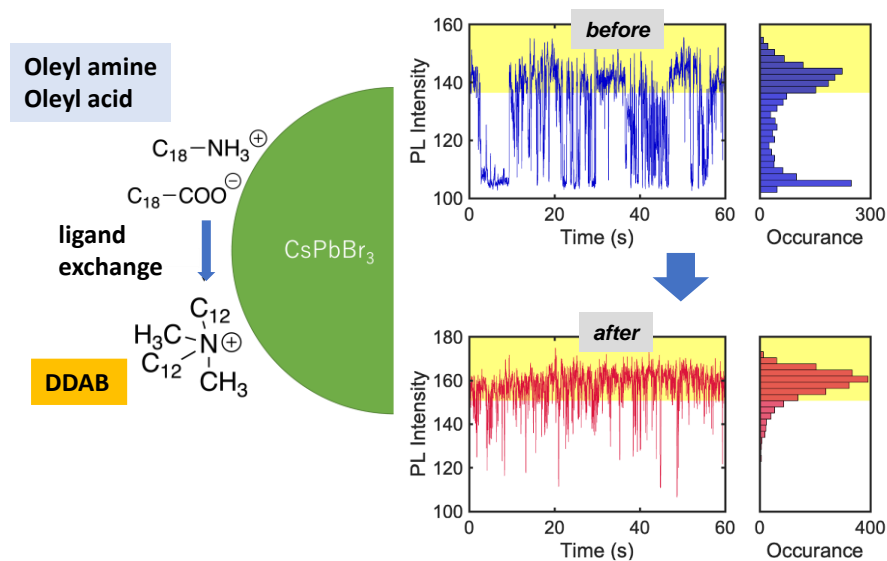 Oleyl amine
Oleyl acid
C18-NH3⊕
C18-COO⊖
ligand
exchange
CsPbBr3
C12
H3C
N⊕
C12
CH3
DDAB
before
160
140
120
100
PL Intensity
0 20 40 60
Time (s)
0 300
Occurance
after
180
160
140
120
100
PL Intensity
0 20 40 60
Time (s)
0 200 400
Occurance